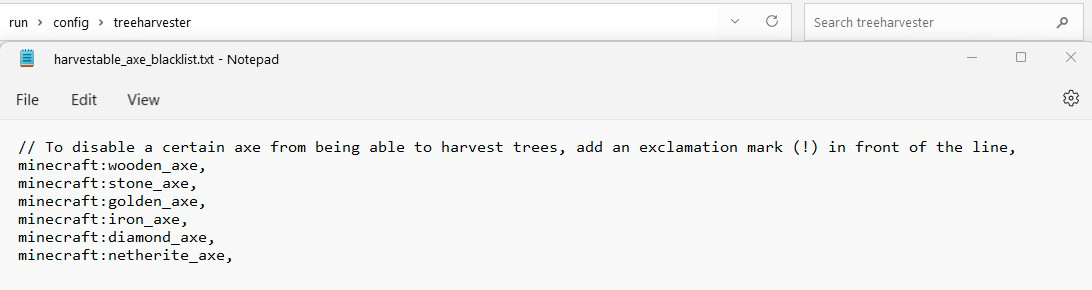 run > config > treeharvester
Search treeharvester
harvestable_axe_blacklist.txt - Notepad
File Edit View
// To disable a certain axe from being able to harvest trees, add an exclamation mark (!) in front of the line,
minecraft:wooden_axe,
minecraft:stone_axe,
minecraft:golden_axe,
minecraft:iron_axe,
minecraft:diamond_axe,
minecraft:netherite_axe,